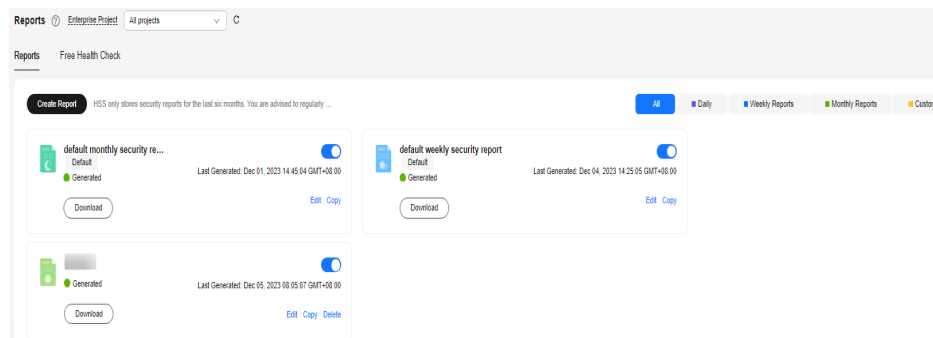 Reports ? Enterprise Project All projects
Reports Free Health Check
Create Report HSS only stores security reports for the last six months. You are advised to regularly ... All Daily Weekly Reports Monthly Reports Custom
default monthly security re...
Default
Generated
Last Generated: Dec 01, 2023 14:45:04 GMT+08:00
Download
Edit Copy
default weekly security report
Default
Generated
Last Generated: Dec 04, 2023 14:25:05 GMT+08:00
Download
Edit Copy
Generated
Last Generated: Dec 05, 2023 08:05:07 GMT+08:00
Download
Edit Copy Delete